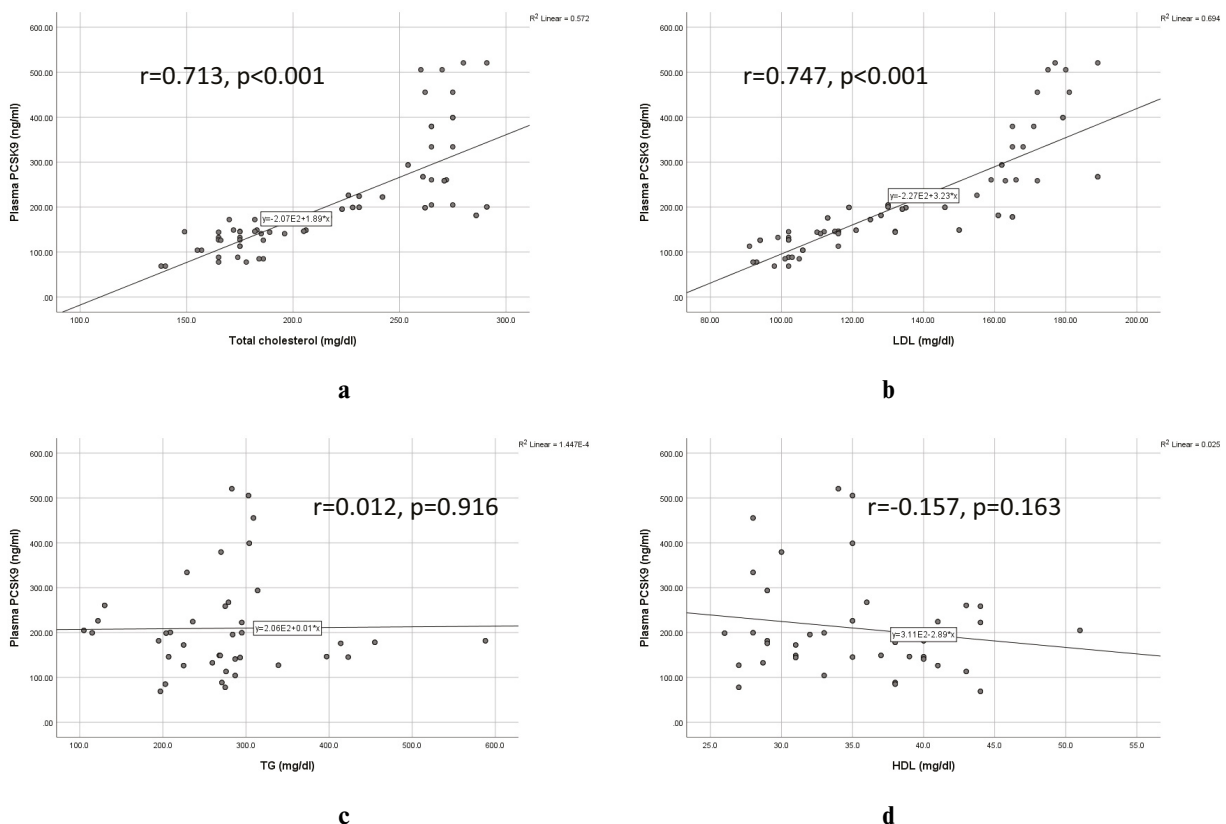 R² Linear = 0.572
600.00
500.00
400.00
300.00
200.00
100.00
.00
Plasma PCSK9 (ng/ml)
r=0.713, p<0.001
y=-2.07E2+1.89*x
100.0 150.0 200.0 250.0 300.0
Total cholesterol (mg/dl)
a
R² Linear = 0.694
600.00
500.00
400.00
300.00
200.00
100.00
.00
Plasma PCSK9 (ng/ml)
r=0.747, p<0.001
y=-2.27E2+3.23*x
80.00 100.00 120.00 140.00 160.00 180.00 200.00
LDL (mg/dl)
b
R² Linear = 1.447E-4
600.00
500.00
400.00
300.00
200.00
100.00
.00
Plasma PCSK9 (ng/ml)
r=0.012, p=0.916
y=2.06E2+0.01*x
100.0 200.0 300.0 400.0 500.0 600.0
TG (mg/dl)
c
R² Linear = 0.025
600.00
500.00
400.00
300.00
200.00
100.00
.00
Plasma PCSK9 (ng/ml)
r=-0.157, p=0.163
y=3.11E2-2.89*x
25.0 30.0 35.0 40.0 45.0 50.0 55.0
HDL (mg/dl)
d